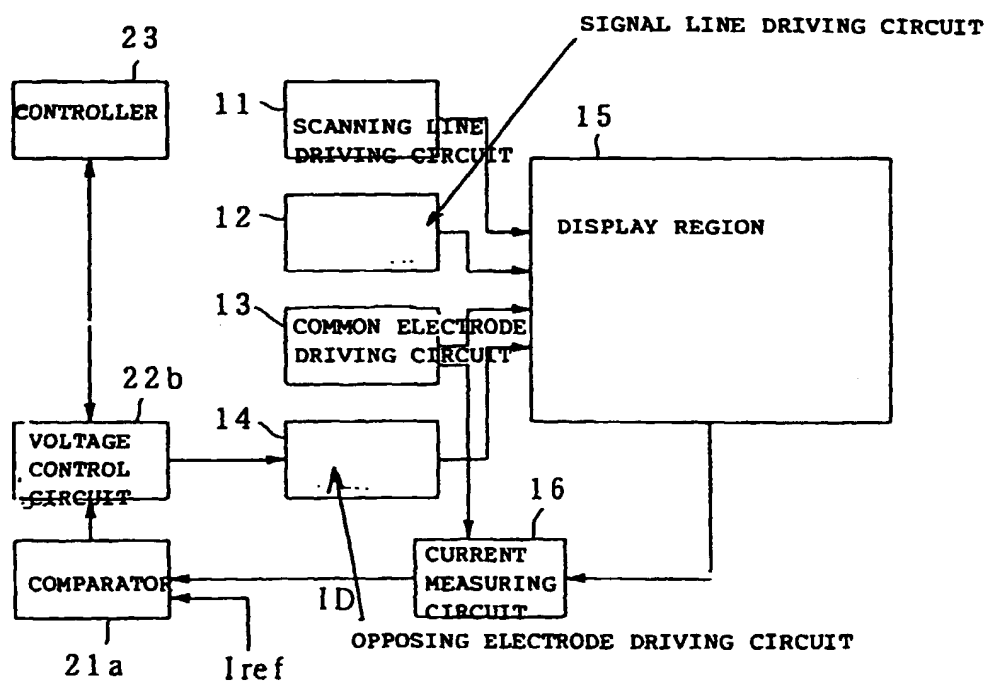 SIGNAL LINE DRIVING CIRCUIT
23
CONTROLLER
11
SCANNING LINE
DRIVING CIRCUIT
15
DISPLAY REGION
12
13
COMMON ELECTRODE
DRIVING CIRCUIT
22b
VOLTAGE
CONTROL
CIRCUIT
14
16
CURRENT
MEASURING
CIRCUIT
COMPARATOR
ID
OPPOSING ELECTRODE DRIVING CIRCUIT
21a
Iref